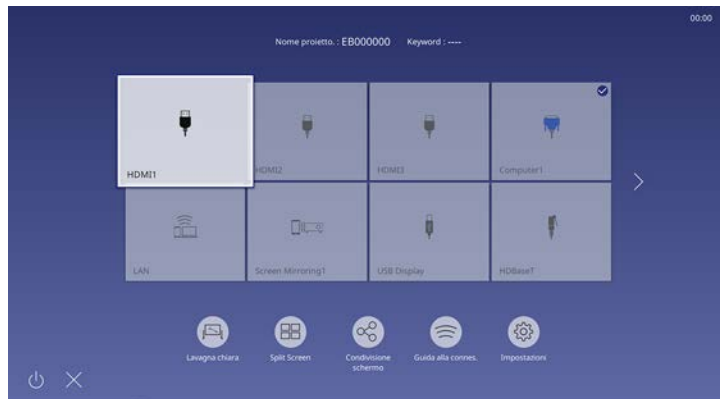 00:00
Nome proietto. : EB000000 Keyword : ----
HDMI1
HDMI2
HDMI3
Computer1
LAN
Screen Mirroring1
USB Display
HDBaseT
Lavagna chiara
Split Screen
Condivisione
schermo
Guida alla connes.
Impostazioni